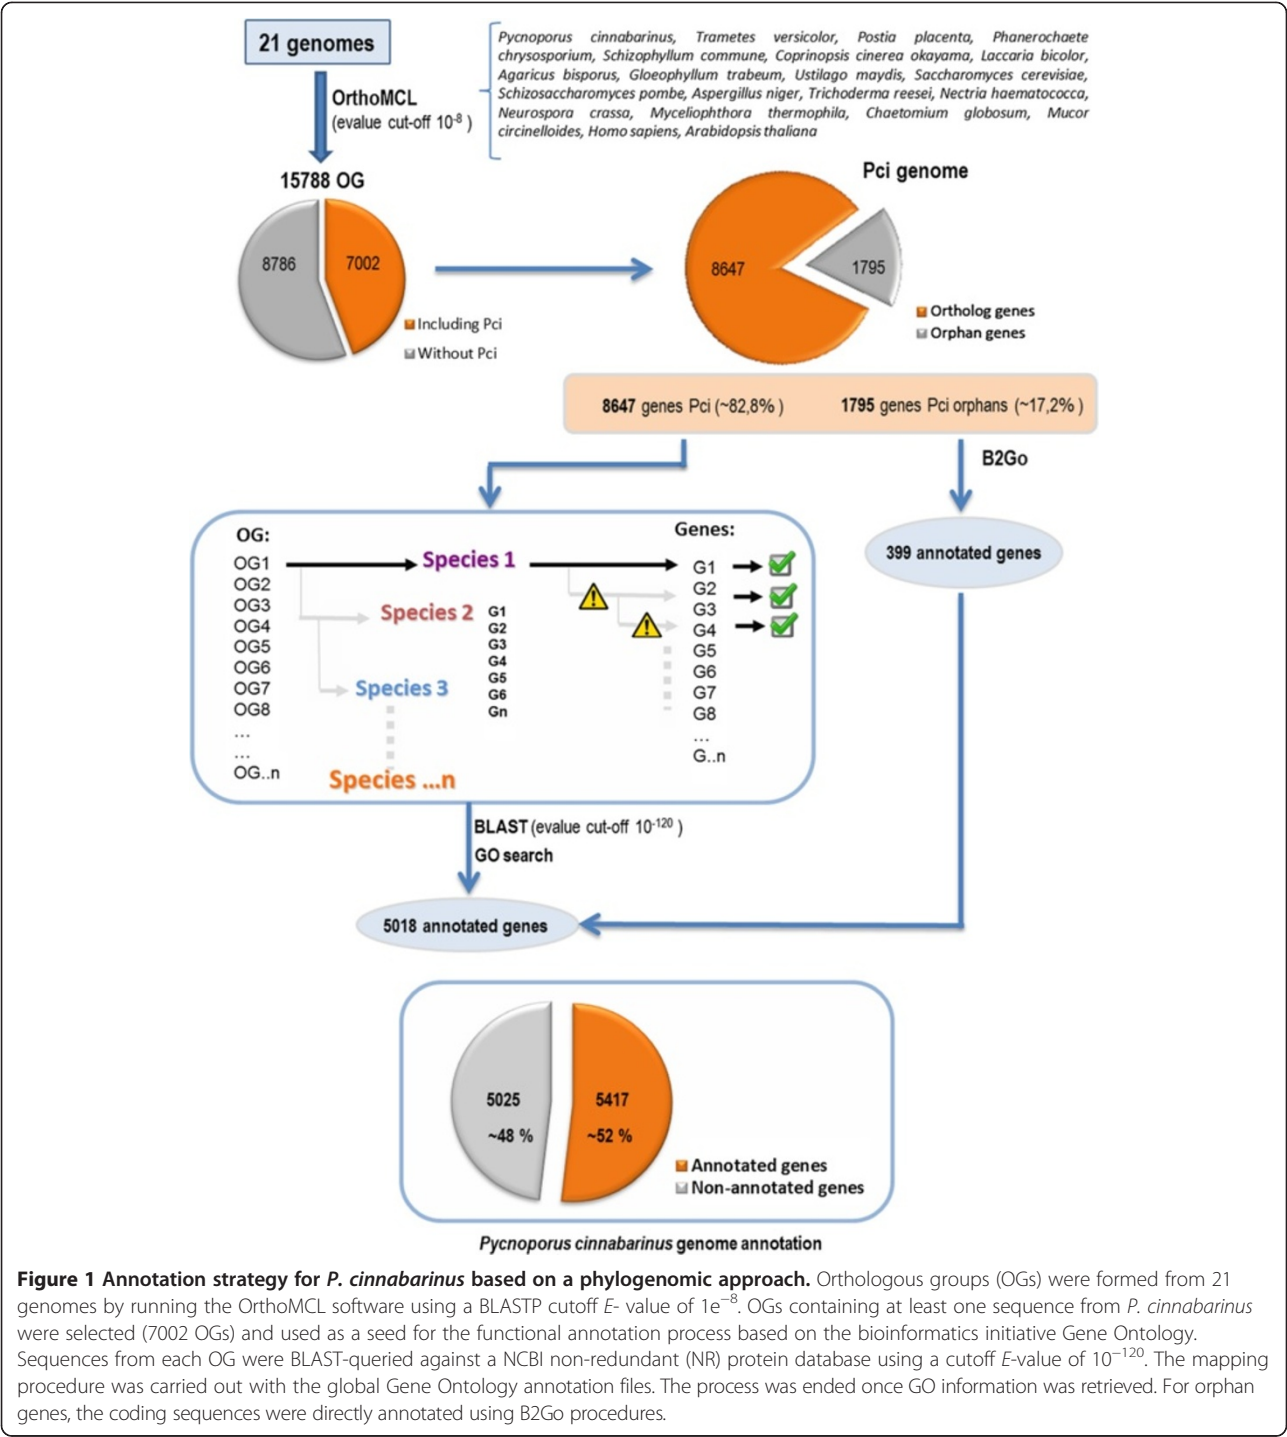 21 genomes
Pycnoporus cinnabarinus, Trametes versicolor, Postia placenta, Phanerochaete
chrysosporium, Schizophyllum commune, Coprinopsis cinerea okayama, Laccaria bicolor,
Agaricus bisporus, Gloeophyllum trabeum, Ustilago maydis, Saccharomyces cerevisiae,
Schizosaccharomyces pombe, Aspergillus niger, Trichoderma reesei, Nectria haematococca,
Neurospora crassa, Myceliophthora thermophila, Chaetomium globosum, Mucor
circinelloides, Homo sapiens, Arabidopsis thaliana
OrthoMCL
(evalue cut-off 10-8 )
15788 OG
8786
7002
Including Pci
Without Pci
Pci genome
8647
1795
Ortholog genes
Orphan genes
8647 genes Pci (~82,8% )
1795 genes Pci orphans (~17,2% )
B2Go
399 annotated genes
OG:
OG1
OG2
OG3
OG4
OG5
OG6
OG7
OG8
...
...
OG..n
Species 1
Species 2
Species 3
Species ...n
G1
G2
G3
G4
G5
G6
Gn
Genes:
G1
G2
G3
G4
G5
G6
G7
G8
...
G..n
BLAST (evalue cut-off 10-120 )
GO search
5018 annotated genes
5025
~48 %
5417
~52 %
Annotated genes
Non-annotated genes
Pycnoporus cinnabarinus genome annotation
Figure 1 Annotation strategy for P. cinnabarinus based on a phylogenomic approach. Orthologous groups (OGs) were formed from 21
genomes by running the OrthoMCL software using a BLASTP cutoff E- value of 1e−8. OGs containing at least one sequence from P. cinnabarinus
were selected (7002 OGs) and used as a seed for the functional annotation process based on the bioinformatics initiative Gene Ontology.
Sequences from each OG were BLAST-queried against a NCBI non-redundant (NR) protein database using a cutoff E-value of 10−120. The mapping
procedure was carried out with the global Gene Ontology annotation files. The process was ended once GO information was retrieved. For orphan
genes, the coding sequences were directly annotated using B2Go procedures.